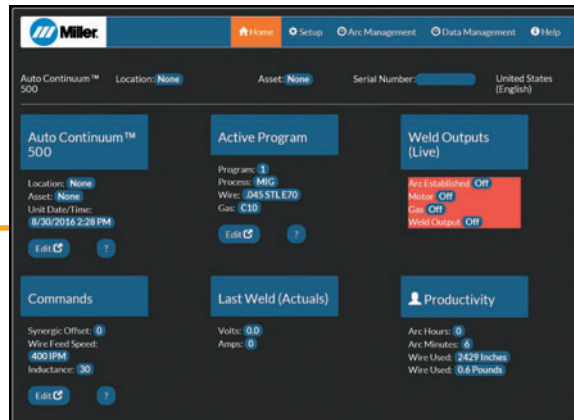 Miller.
Home
Setup
Arc Management
Data Management
Help
Auto Continuum™ 500
Location: None
Asset: None
Serial Number:
United States (English)
Auto Continuum™ 500
Location: None
Asset: None
Unit Date/Time:
8/30/2016 2:28 PM
Edit
?
Active Program
Program: 1
Process: MIG
Wire: .045 STL E70
Gas: C10
Edit
?
Weld Outputs (Live)
Arc Established Off
Motor Off
Gas Off
Weld Output Off
Commands
Synergic Offset: 0
Wire Feed Speed:
400 IPM
Inductance: 30
Edit
?
Last Weld (Actuals)
Volts: 0.0
Amps: 0
Productivity
Arc Hours: 0
Arc Minutes: 6
Wire Used: 2429 Inches
Wire Used: 0.6 Pounds